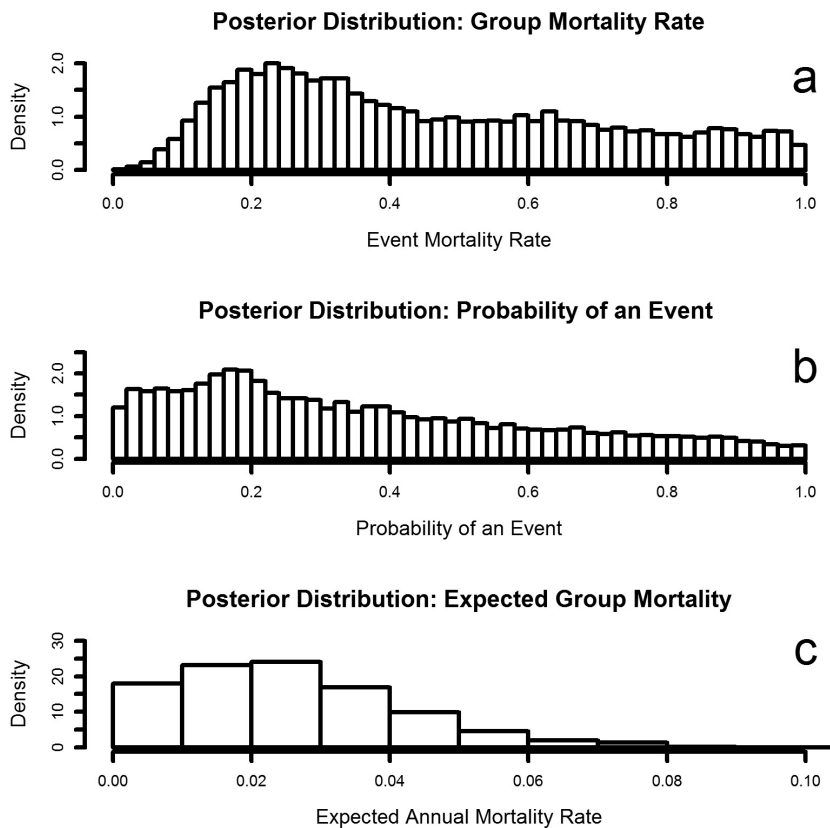 Posterior Distribution: Group Mortality Rate
a
Density
0.0 1.0 2.0
0.0 0.2 0.4 0.6 0.8 1.0
Event Mortality Rate
Posterior Distribution: Probability of an Event
b
Density
0.0 1.0 2.0
0.0 0.2 0.4 0.6 0.8 1.0
Probability of an Event
Posterior Distribution: Expected Group Mortality
c
Density
0 10 20 30
0.00 0.02 0.04 0.06 0.08 0.10
Expected Annual Mortality Rate